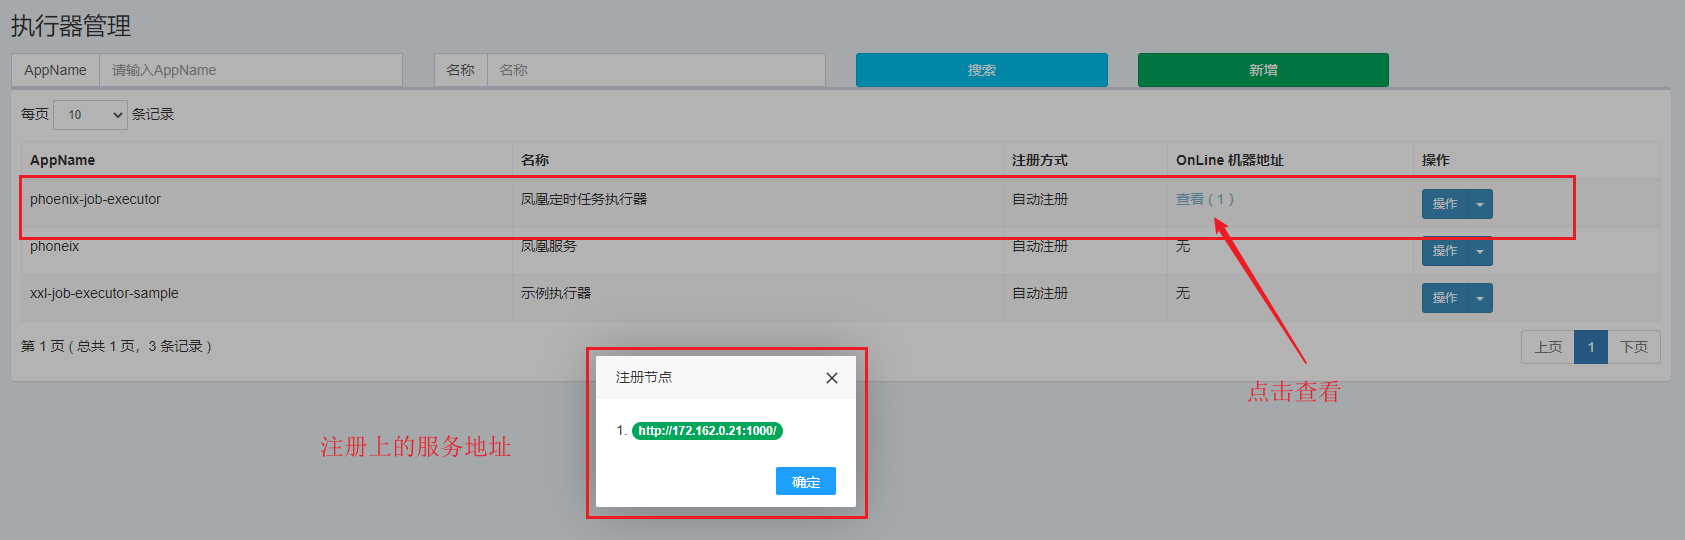 执行器管理
AppName 请输入AppName 名称 名称 搜索 新增
每页 10 条记录
AppName 名称 注册方式 OnLine 机器地址 操作
phoenix-job-executor 凤凰定时任务执行器 自动注册 查看 ( 1 ) 操作
phoneix 凤凰服务 自动注册 无 操作
xxl-job-executor-sample 示例执行器 自动注册 无 操作
第 1 页 ( 总共 1 页，3 条记录 ) 上页 1 下页
注册节点
点击查看
1. http://172.162.0.21:1000/
注册上的服务地址
确定